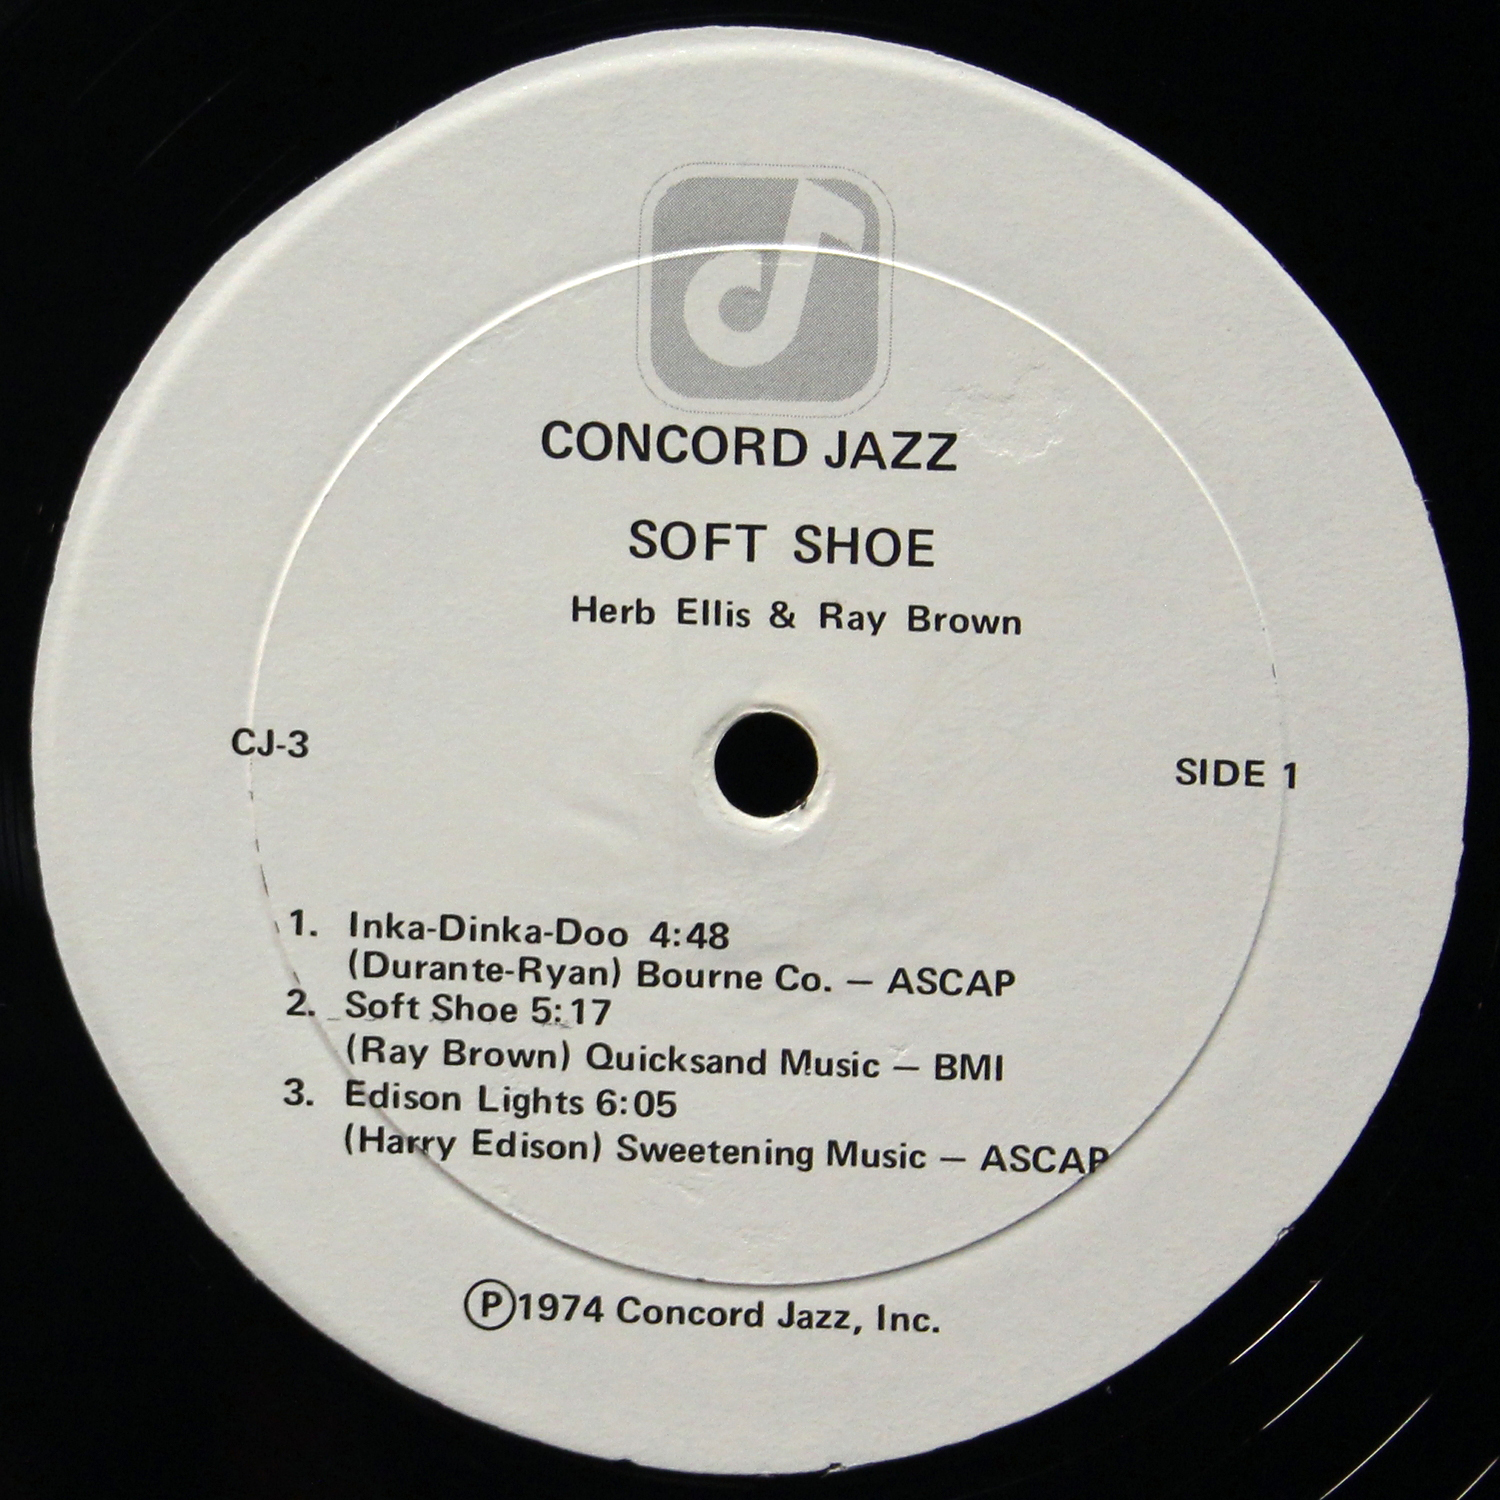 CONCORD JAZZ
SOFT SHOE
Herb Ellis & Ray Brown
CJ-3
SIDE 1
1. Inka-Dinka-Doo 4:48
(Durante-Ryan) Bourne Co. — ASCAP
2. Soft Shoe 5:17
(Ray Brown) Quicksand Music — BMI
3. Edison Lights 6:05
(Harry Edison) Sweetening Music — ASCAP
Ⓟ1974 Concord Jazz, Inc.